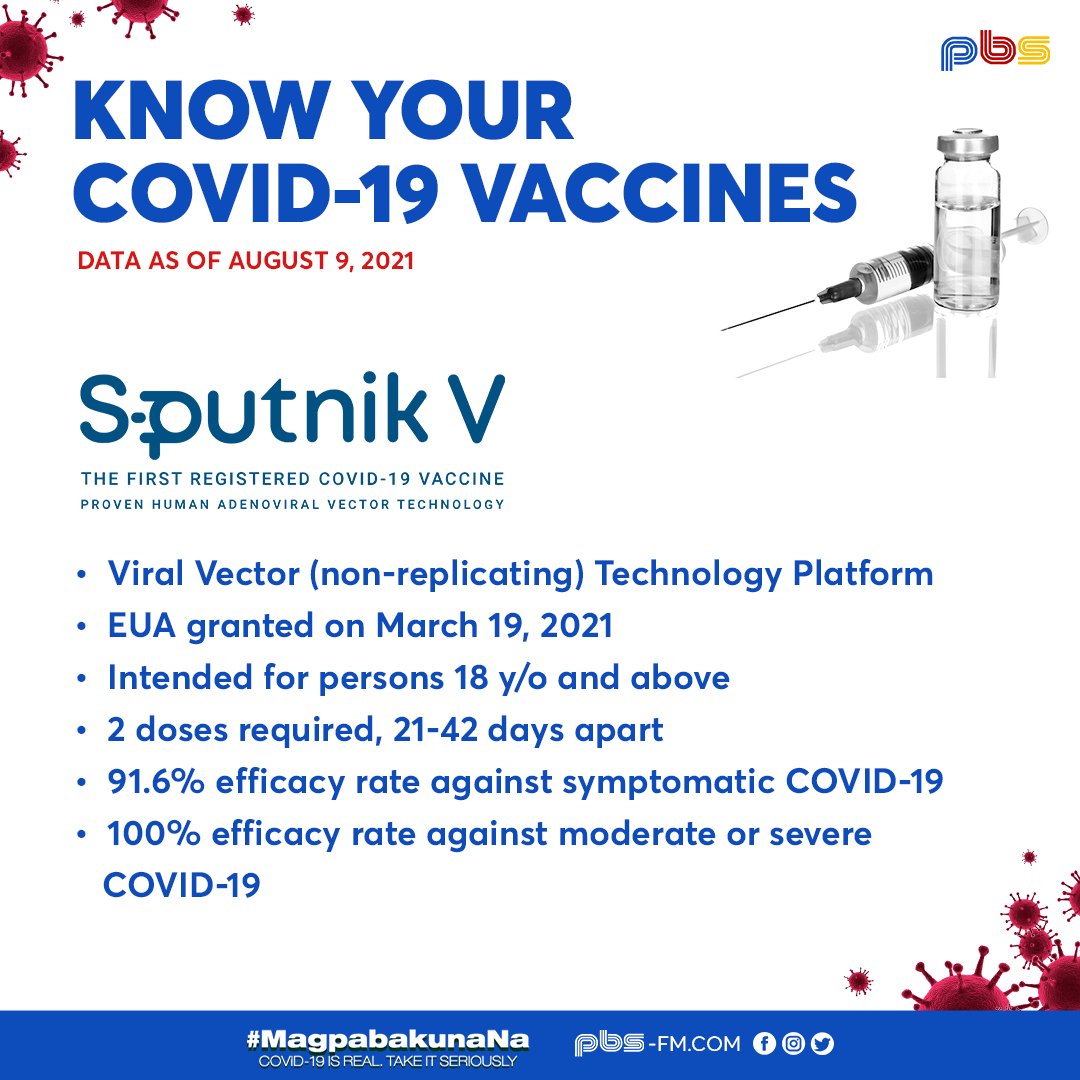 pbs
KNOW YOUR
COVID-19 VACCINES
DATA AS OF AUGUST 9, 2021
Sputnik V
THE FIRST REGISTERED COVID-19 VACCINE
PROVEN HUMAN ADENOVIRAL VECTOR TECHNOLOGY
• Viral Vector (non-replicating) Technology Platform
• EUA granted on March 19, 2021
• Intended for persons 18 y/o and above
• 2 doses required, 21-42 days apart
• 91.6% efficacy rate against symptomatic COVID-19
• 100% efficacy rate against moderate or severe
COVID-19
#MagpabakunaNa
COVID-19 IS REAL. TAKE IT SERIOUSLY
pbs-FM.COM